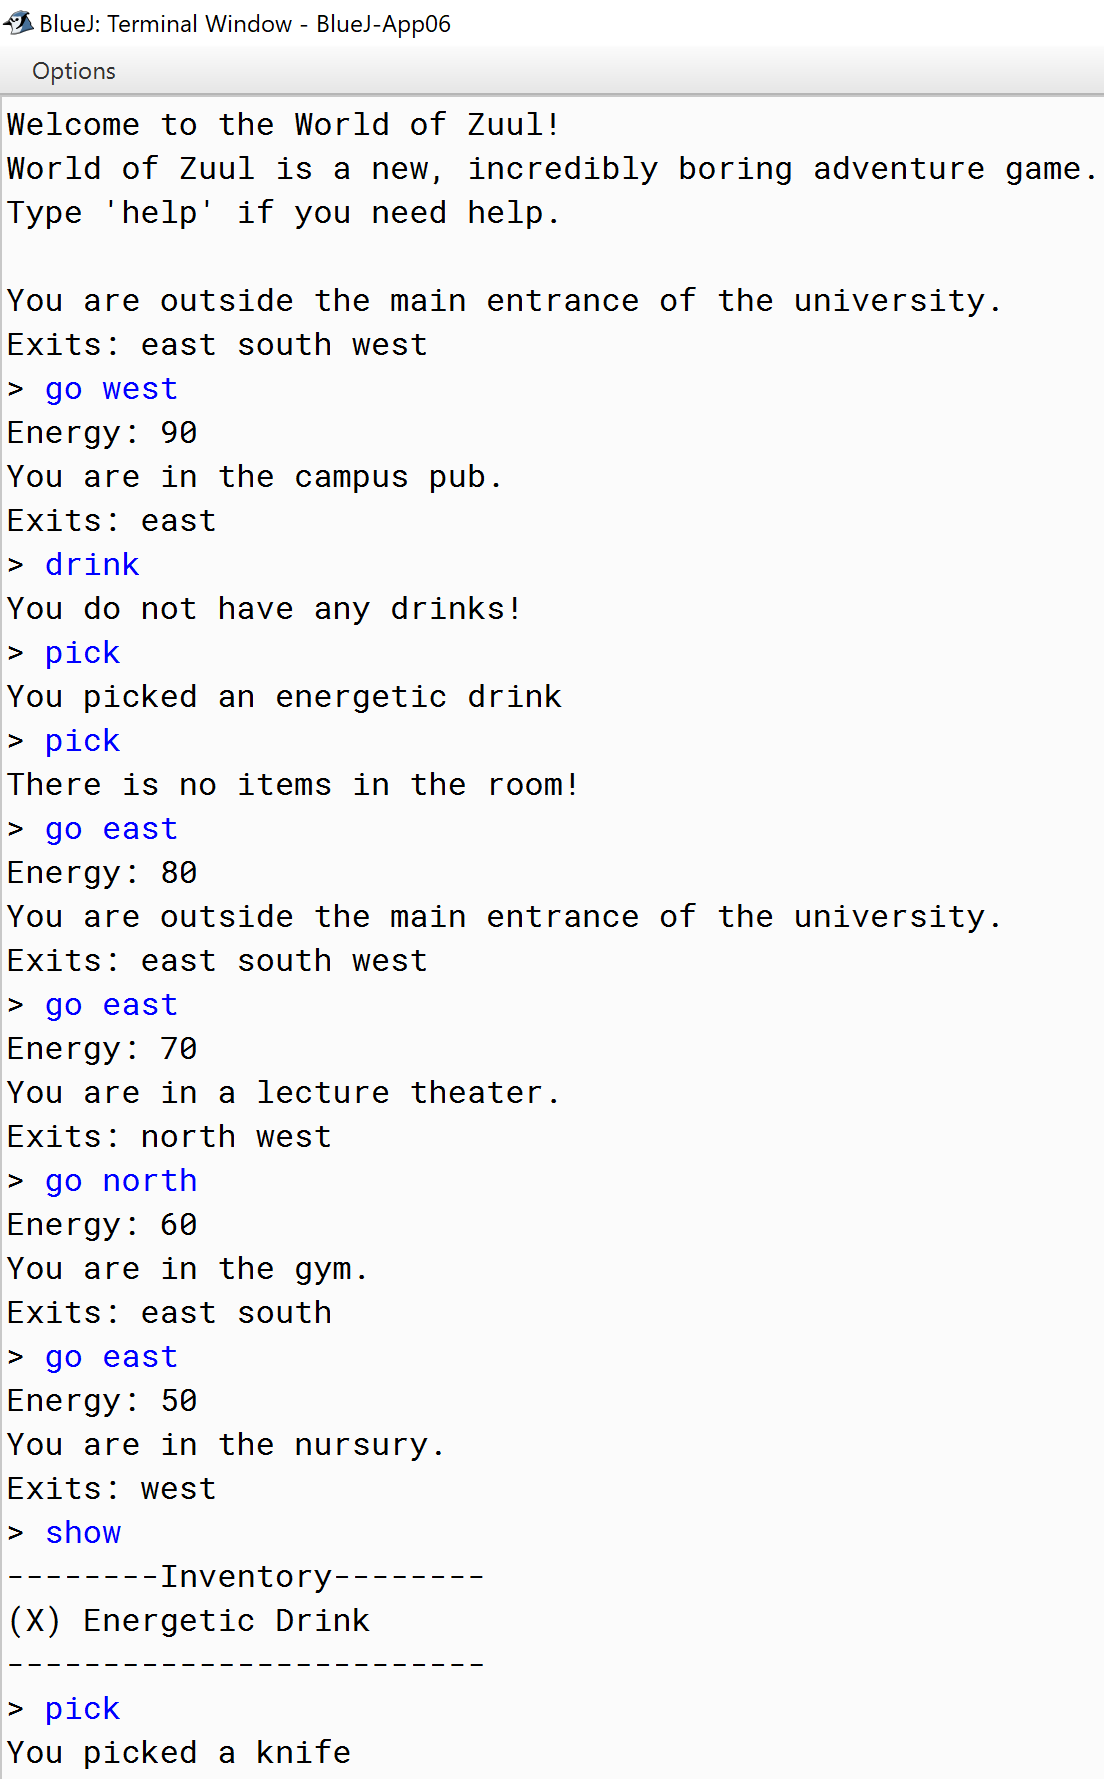 BlueJ: Terminal Window - BlueJ-App06
Options
Welcome to the World of Zuul!
World of Zuul is a new, incredibly boring adventure game.
Type 'help' if you need help.
You are outside the main entrance of the university.
Exits: east south west
> go west
Energy: 90
You are in the campus pub.
Exits: east
> drink
You do not have any drinks!
> pick
You picked an energetic drink
> pick
There is no items in the room!
> go east
Energy: 80
You are outside the main entrance of the university.
Exits: east south west
> go east
Energy: 70
You are in a lecture theater.
Exits: north west
> go north
Energy: 60
You are in the gym.
Exits: east south
> go east
Energy: 50
You are in the nursury.
Exits: west
> show
--------Inventory--------
(X) Energetic Drink
-------------------------
> pick
You picked a knife